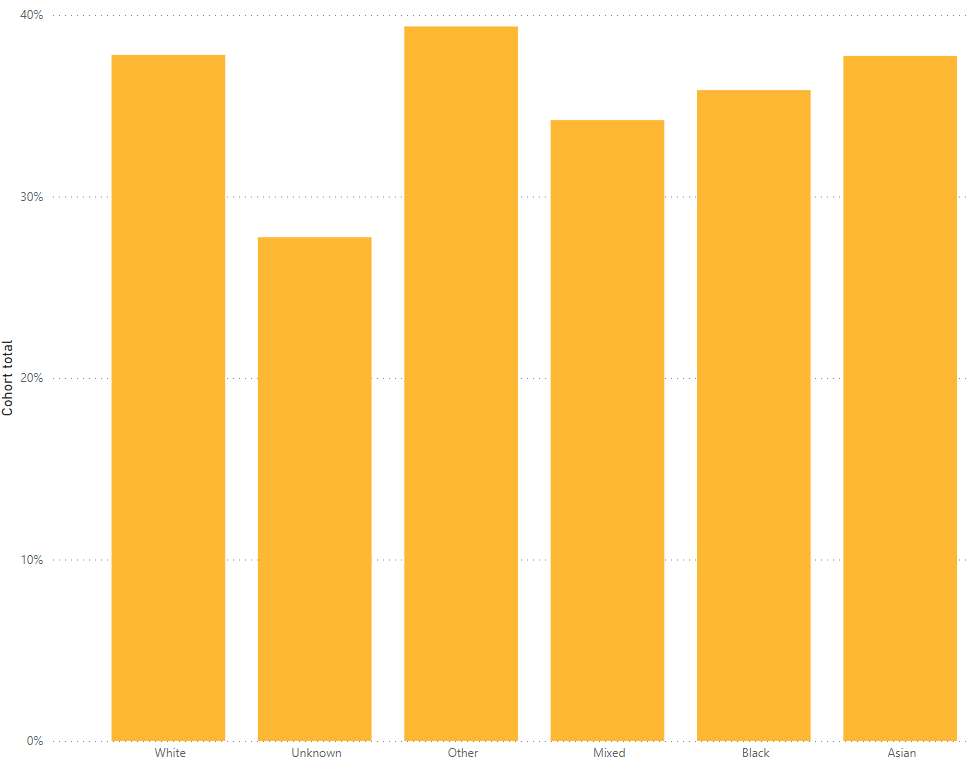 40%
30%
20%
10%
0%
Cohort total
White
Unknown
Other
Mixed
Black
Asian